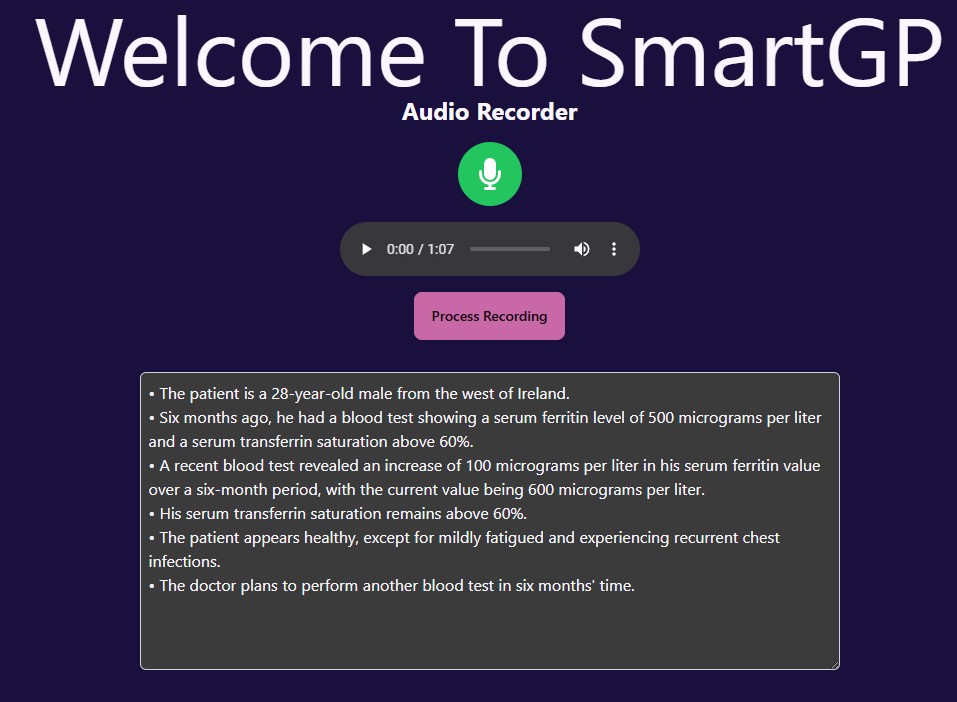 Welcome To SmartGP
Audio Recorder
0:00 / 1:07
Process Recording
• The patient is a 28-year-old male from the west of Ireland.
• Six months ago, he had a blood test showing a serum ferritin level of 500 micrograms per liter
and a serum transferrin saturation above 60%.
• A recent blood test revealed an increase of 100 micrograms per liter in his serum ferritin value
over a six-month period, with the current value being 600 micrograms per liter.
• His serum transferrin saturation remains above 60%.
• The patient appears healthy, except for mildly fatigued and experiencing recurrent chest
infections.
• The doctor plans to perform another blood test in six months' time.